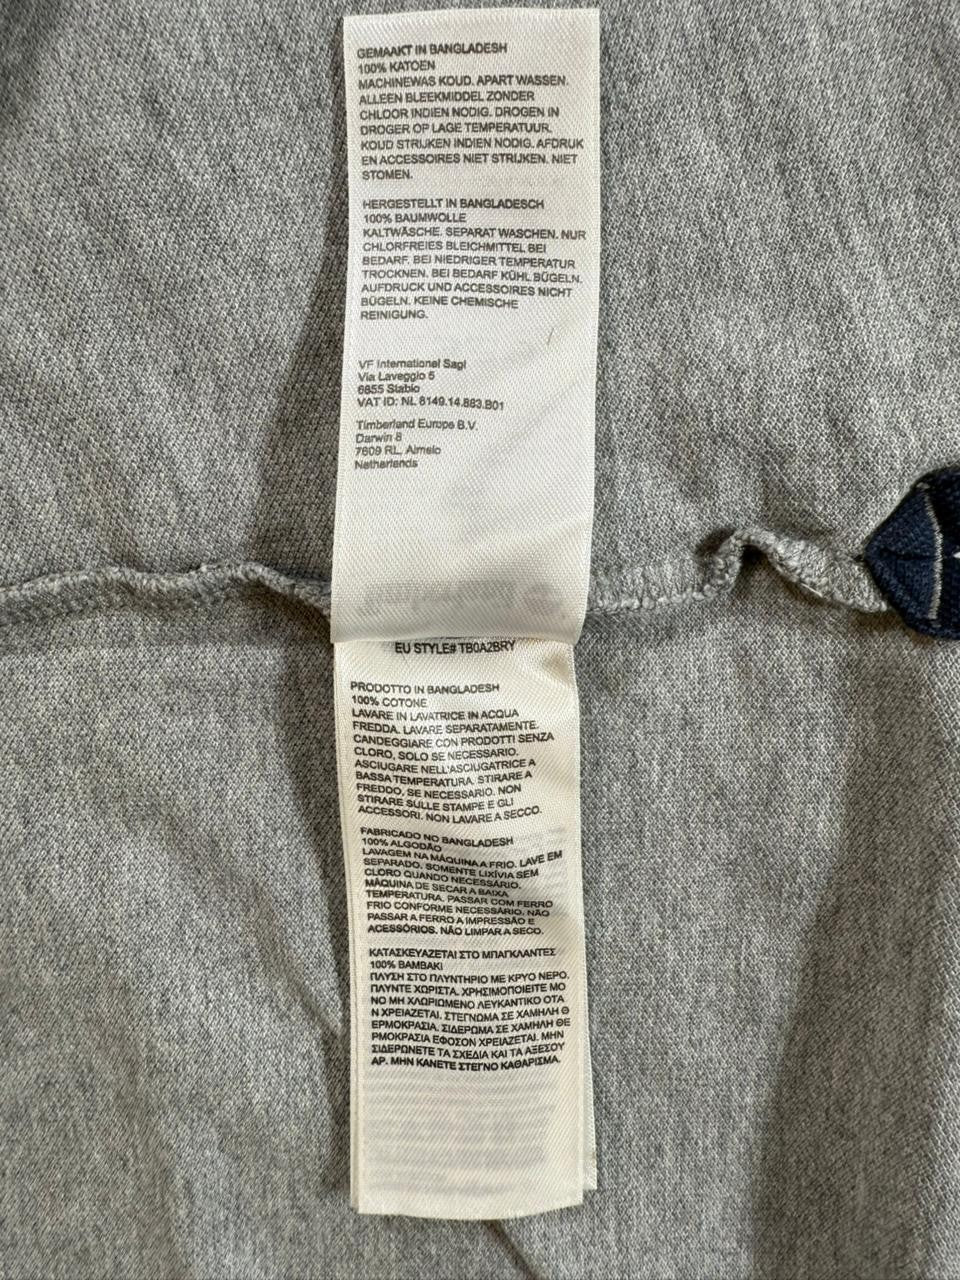 GEMAAKT IN BANGLADESH
100% KATOEN
MACHINEWAS KOUD. APART WASSEN.
ALLEEN BLEEKMIDDEL ZONDER
CHLOOR INDIEN NODIG. DROGEN IN
DROGER OP LAGE TEMPERATUUR.
KOUD STRIJKEN INDIEN NODIG. AFDRUK
EN ACCESSOIRES NIET STRIJKEN. NIET
STOMEN.
HERGESTELLT IN BANGLADESCH
100% BAUMWOLLE
KALTWÄSCHE. SEPARAT WASCHEN. NUR
CHLORFREIES BLEICHMITTEL BEI
BEDARF. BEI NIEDRIGER TEMPERATUR
TROCKNEN. BEI BEDARF KÜHL BÜGELN.
AUFDRUCK UND ACCESSOIRES NICHT
BÜGELN. KEINE CHEMISCHE
REINIGUNG.
VF International Sagl
Via Laveggio 5
6855 Stabio
VAT ID: NL 8149.14.883.B01
Timberland Europe B.V.
Darwin 8
7609 RL, Almelo
Netherlands
EU STYLE# TB0A2BRY
PRODOTTO IN BANGLADESH
100% COTONE
LAVARE IN LAVATRICE IN ACQUA
FREDDA. LAVARE SEPARATAMENTE.
CANDEGGIARE CON PRODOTTI SENZA
CLORO, SOLO SE NECESSARIO.
ASCIUGARE NELL'ASCIUGATRICE A
BASSA TEMPERATURA. STIRARE A
FREDDO, SE NECESSARIO. NON
STIRARE SULLE STAMPE E GLI
ACCESSORI. NON LAVARE A SECCO.
FABRICADO NO BANGLADESH
100% ALGODÃO
LAVAGEM NA MÁQUINA A FRIO. LAVE EM
SEPARADO. SOMENTE LIXÍVIA SEM
CLORO QUANDO NECESSÁRIO.
MÁQUINA DE SECAR A BAIXA
TEMPERATURA. PASSAR COM FERRO
FRIO CONFORME NECESSÁRIO. NÃO
PASSAR A FERRO A IMPRESSÃO E
ACESSÓRIOS. NÃO LIMPAR A SECO.
ΚΑΤΑΣΚΕΥΑΖΕΤΑΙ ΣΤΟ ΜΠΑΓΚΛΑΝΤΕΣ
100% ΒΑΜΒΑΚΙ
ΠΛΥΣΗ ΣΤΟ ΠΛΥΝΤΗΡΙΟ ΜΕ ΚΡΥΟ ΝΕΡΟ.
ΠΛΥΝΤΕ ΧΩΡΙΣΤΑ. ΧΡΗΣΙΜΟΠΟΙΕΙΤΕ ΜΟ
ΝΟ ΜΗ ΧΛΩΡΙΩΜΕΝΟ ΛΕΥΚΑΝΤΙΚΟ ΟΤΑ
Ν ΧΡΕΙΑΖΕΤΑΙ. ΣΤΕΓΝΩΜΑ ΣΕ ΧΑΜΗΛΗ Θ
ΕΡΜΟΚΡΑΣΙΑ. ΣΙΔΕΡΩΜΑ ΣΕ ΧΑΜΗΛΗ ΘΕ
ΡΜΟΚΡΑΣΙΑ ΕΦΟΣΟΝ ΧΡΕΙΑΖΕΤΑΙ. ΜΗΝ
ΣΙΔΕΡΩΝΕΤΕ ΤΑ ΣΧΕΔΙΑ ΚΑΙ ΤΑ ΑΞΕΣΟΥ
ΑΡ. ΜΗΝ ΚΑΝΕΤΕ ΣΤΕΓΝΟ ΚΑΘΑΡΙΣΜΑ.